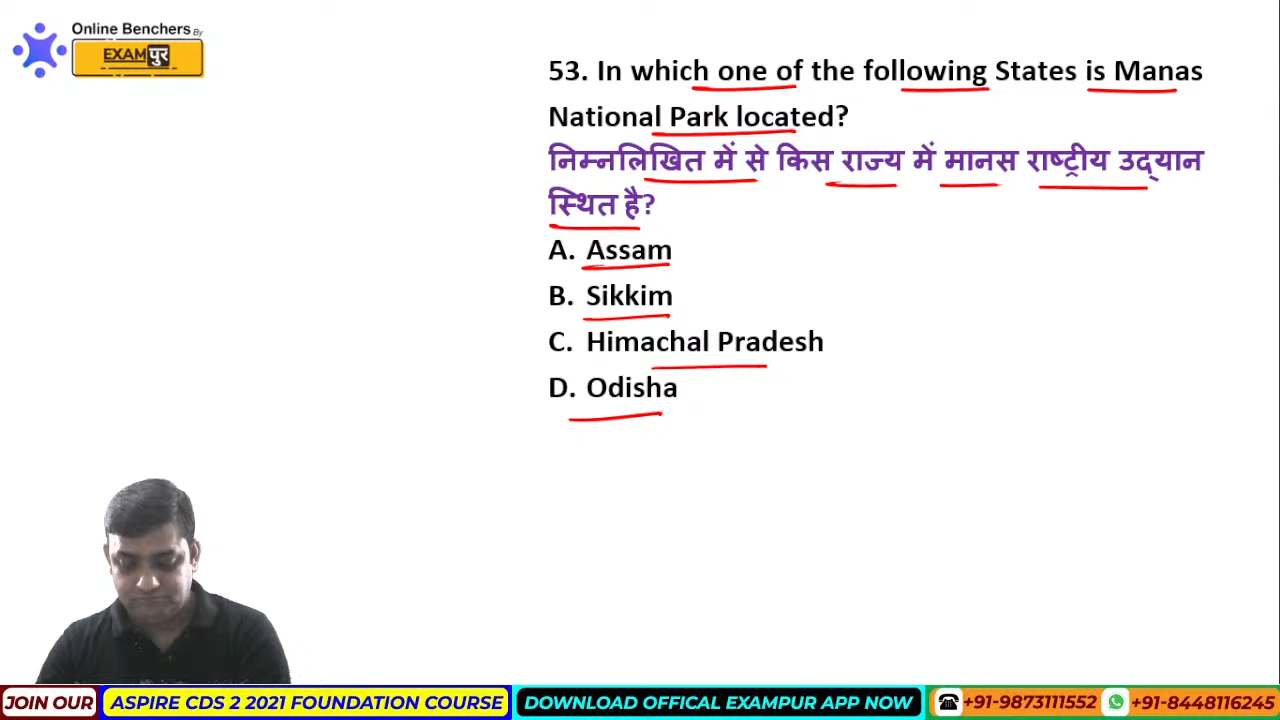 Online Benchers By
EXAMपुर
53. In which one of the following States is Manas
National Park located?
निम्नलिखित में से किस राज्य में मानस राष्ट्रीय उद्यान
स्थित है?
A. Assam
B. Sikkim
C. Himachal Pradesh
D. Odisha
JOIN OUR ASPIRE CDS 2 2021 FOUNDATION COURSE DOWNLOAD OFFICAL EXAMPUR APP NOW +91-9873111552 +91-8448116245